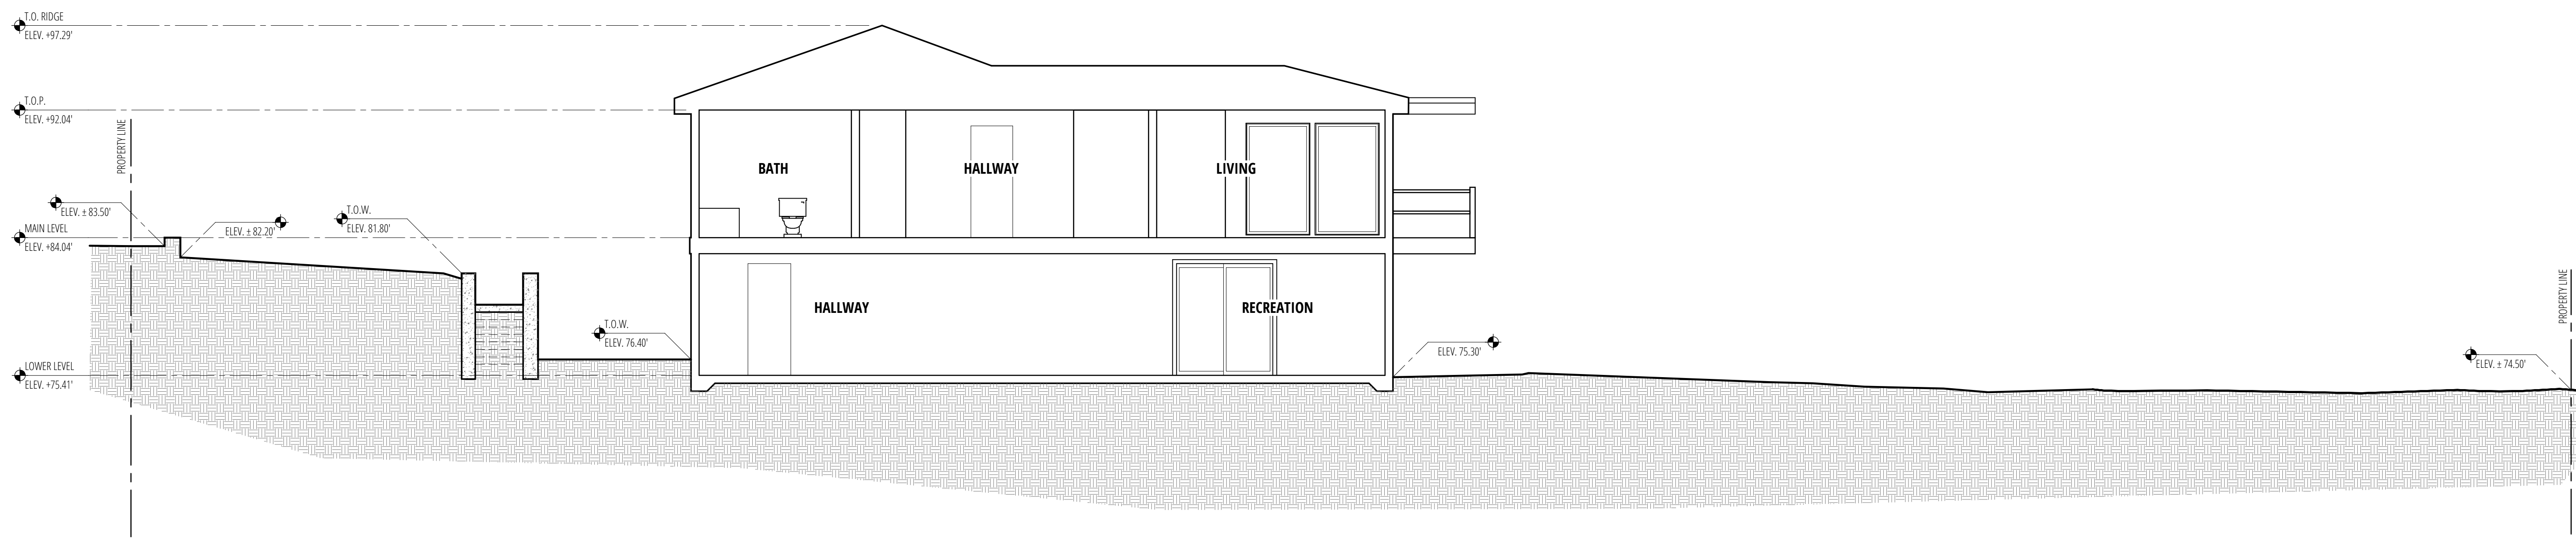 T.O. RIDGE
ELEV. +97.29'
T.O.P.
ELEV. +92.04'
PROPERTY LINE
ELEV. ± 83.50'
ELEV. ± 82.20'
T.O.W.
ELEV. 81.80'
MAIN LEVEL
ELEV. +84.04'
BATH
HALLWAY
LIVING
HALLWAY
RECREATION
T.O.W.
ELEV. 76.40'
LOWER LEVEL
ELEV. +75.41'
ELEV. 75.30'
ELEV. ± 74.50'
PROPERTY LINE